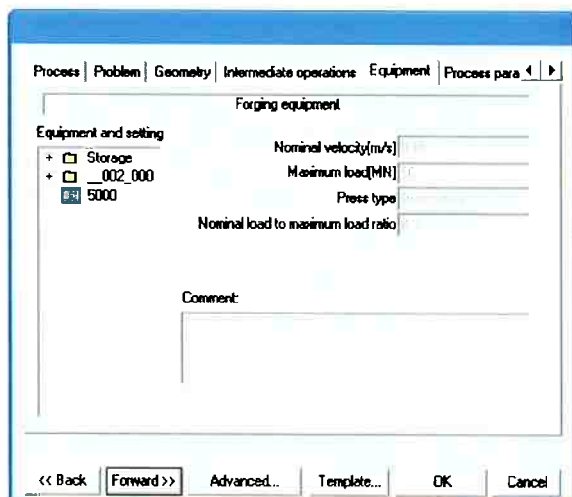 Process Problem Geometry Intermediate operations Equipment Process para
Forging equipment
Equipment and setting
+ Storage
+ __002_000
5000
Nominal velocity[m/s]
Maximum load[MN]
Press type
Nominal load to maximum load ratio
Comment:
<< Back Forward >> Advanced... Template... OK Cancel